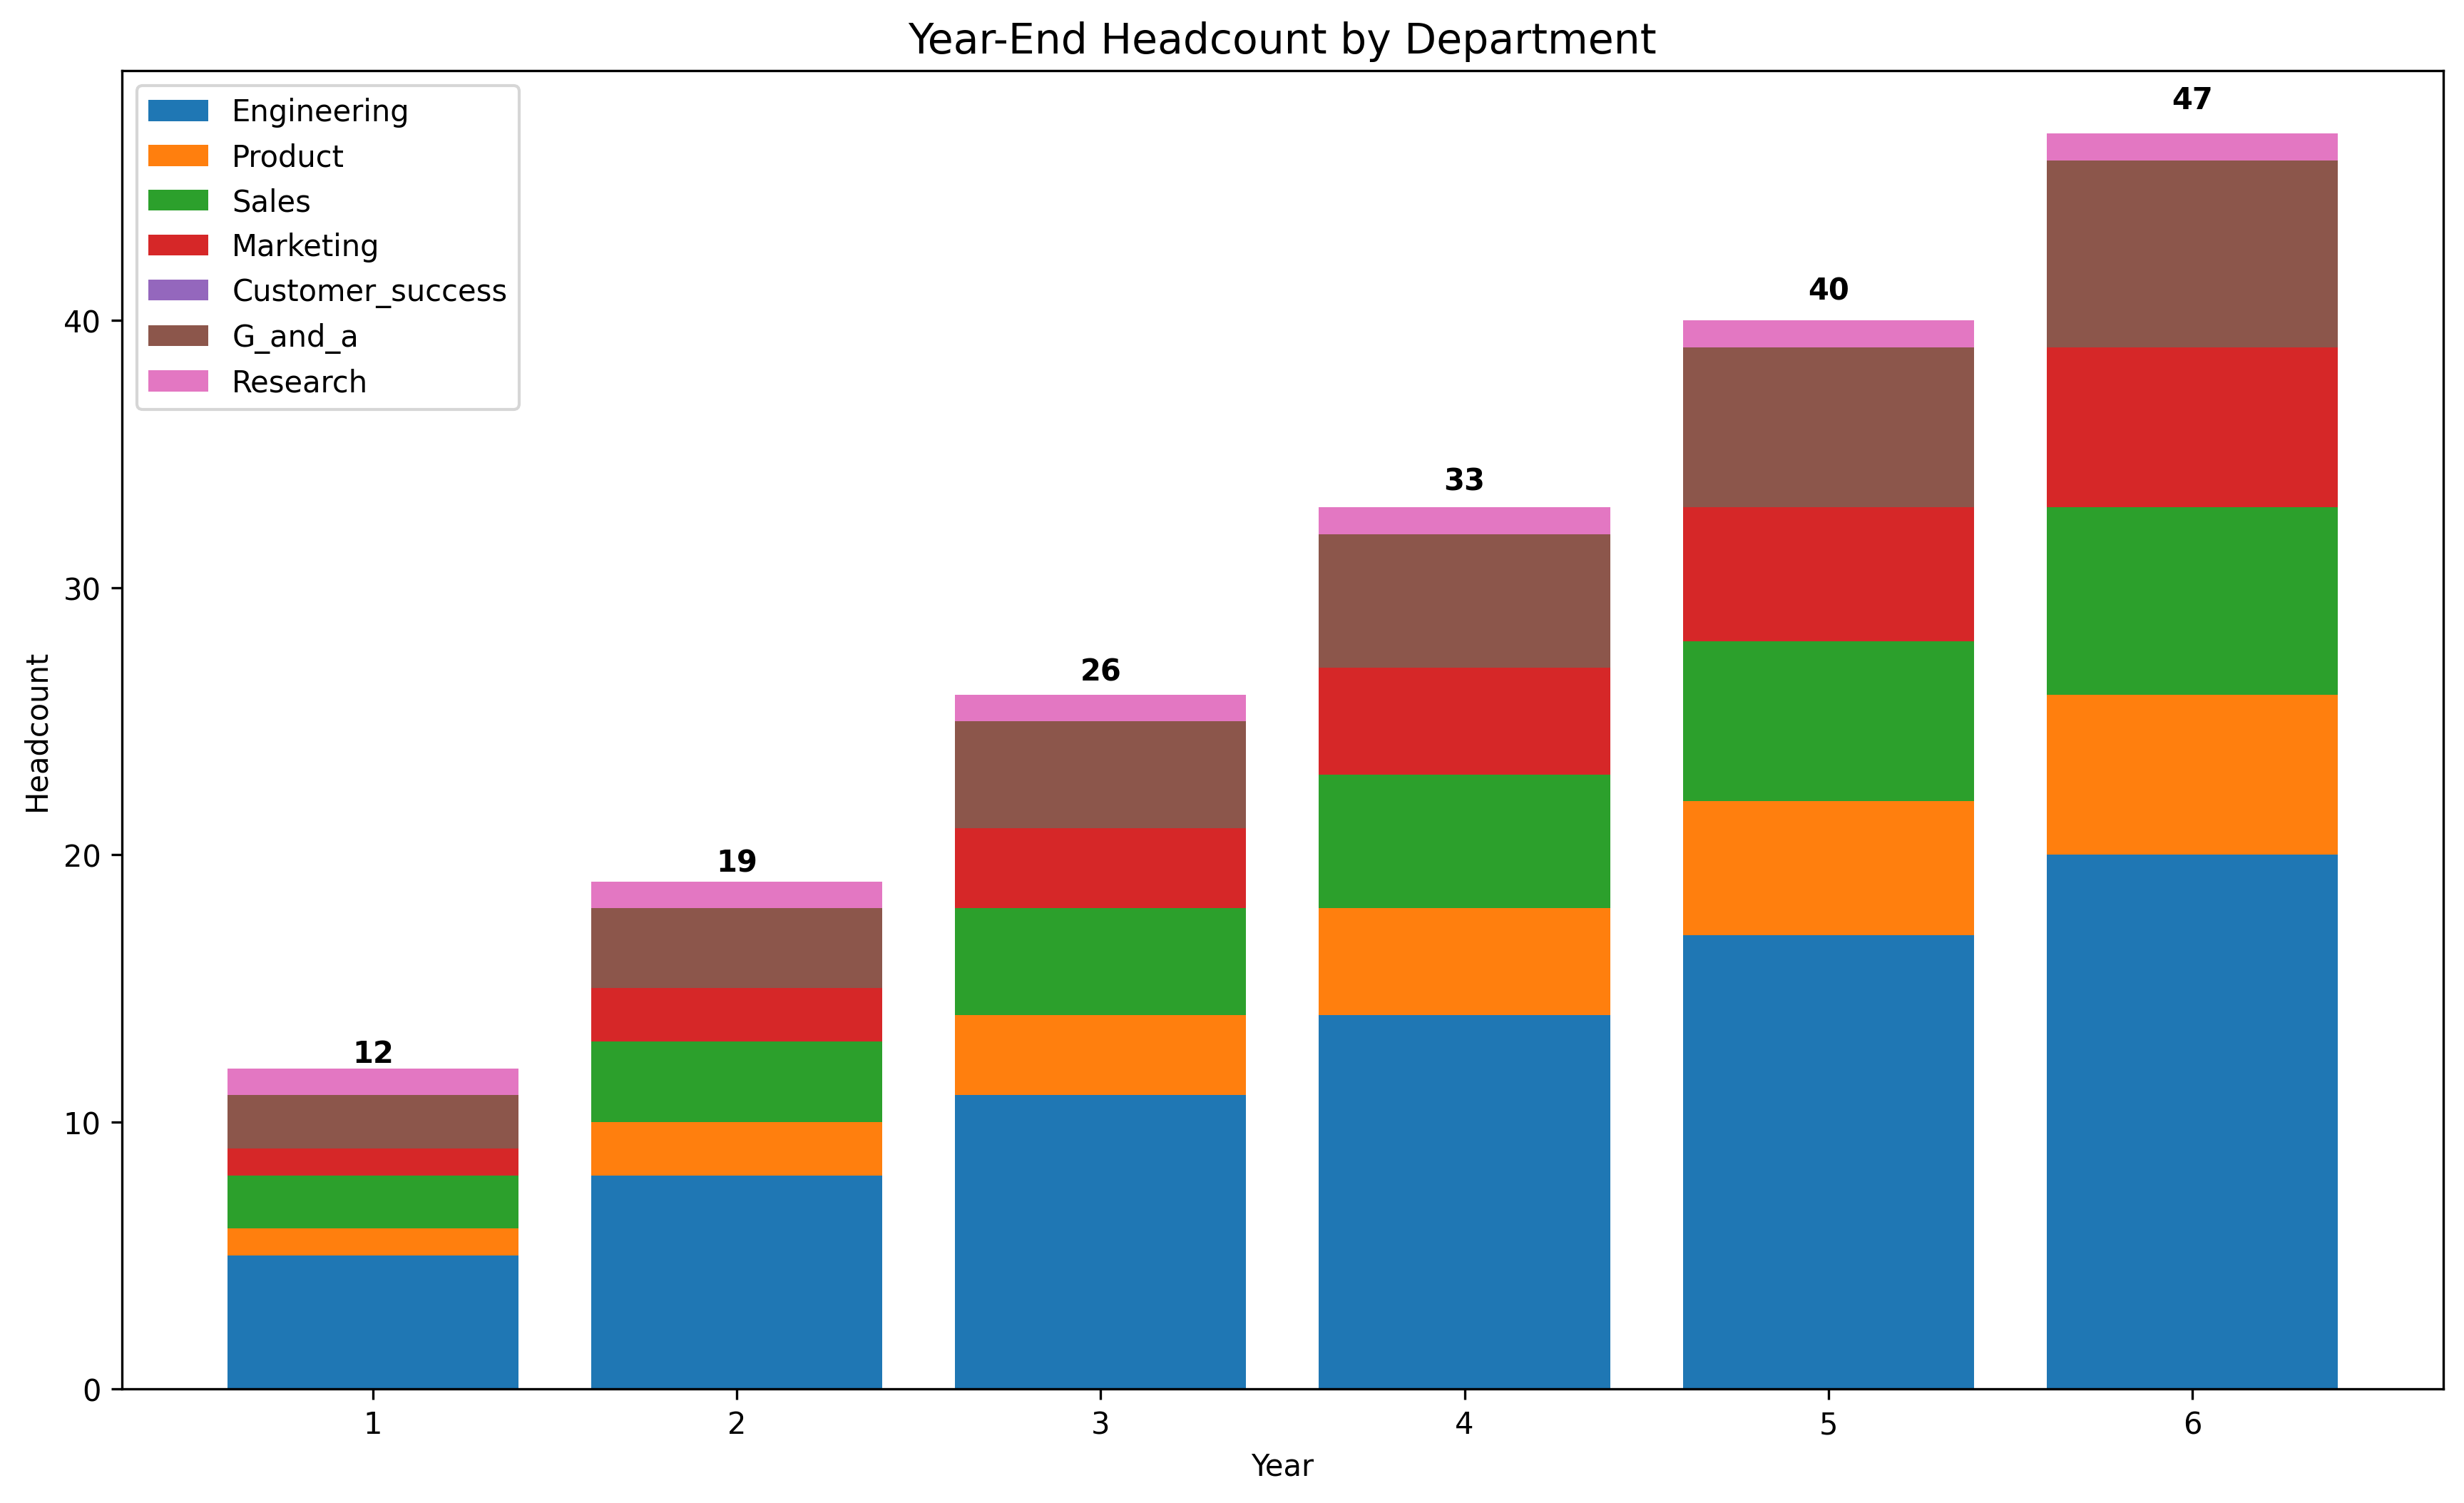 Year-End Headcount by Department
Engineering
Product
Sales
Marketing
Customer_success
G_and_a
Research
Headcount
40
30
20
10
0
12
19
26
33
40
47
1
2
3
4
5
6
Year